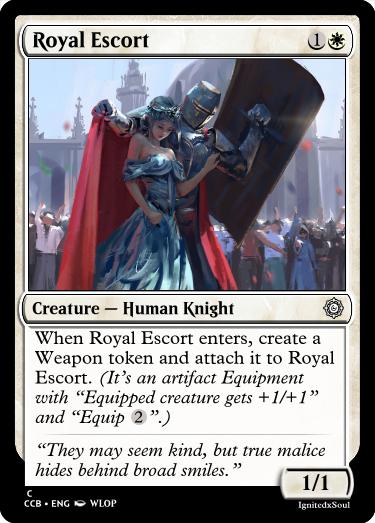 Royal Escort 1
Creature — Human Knight
When Royal Escort enters, create a
Weapon token and attach it to Royal
Escort. (It's an artifact Equipment
with “Equipped creature gets +1/+1”
and “Equip 2”.)
“They may seem kind, but true malice
hides behind broad smiles.”
1/1
C
CCB • ENG WLOP
IgnitedxSoul